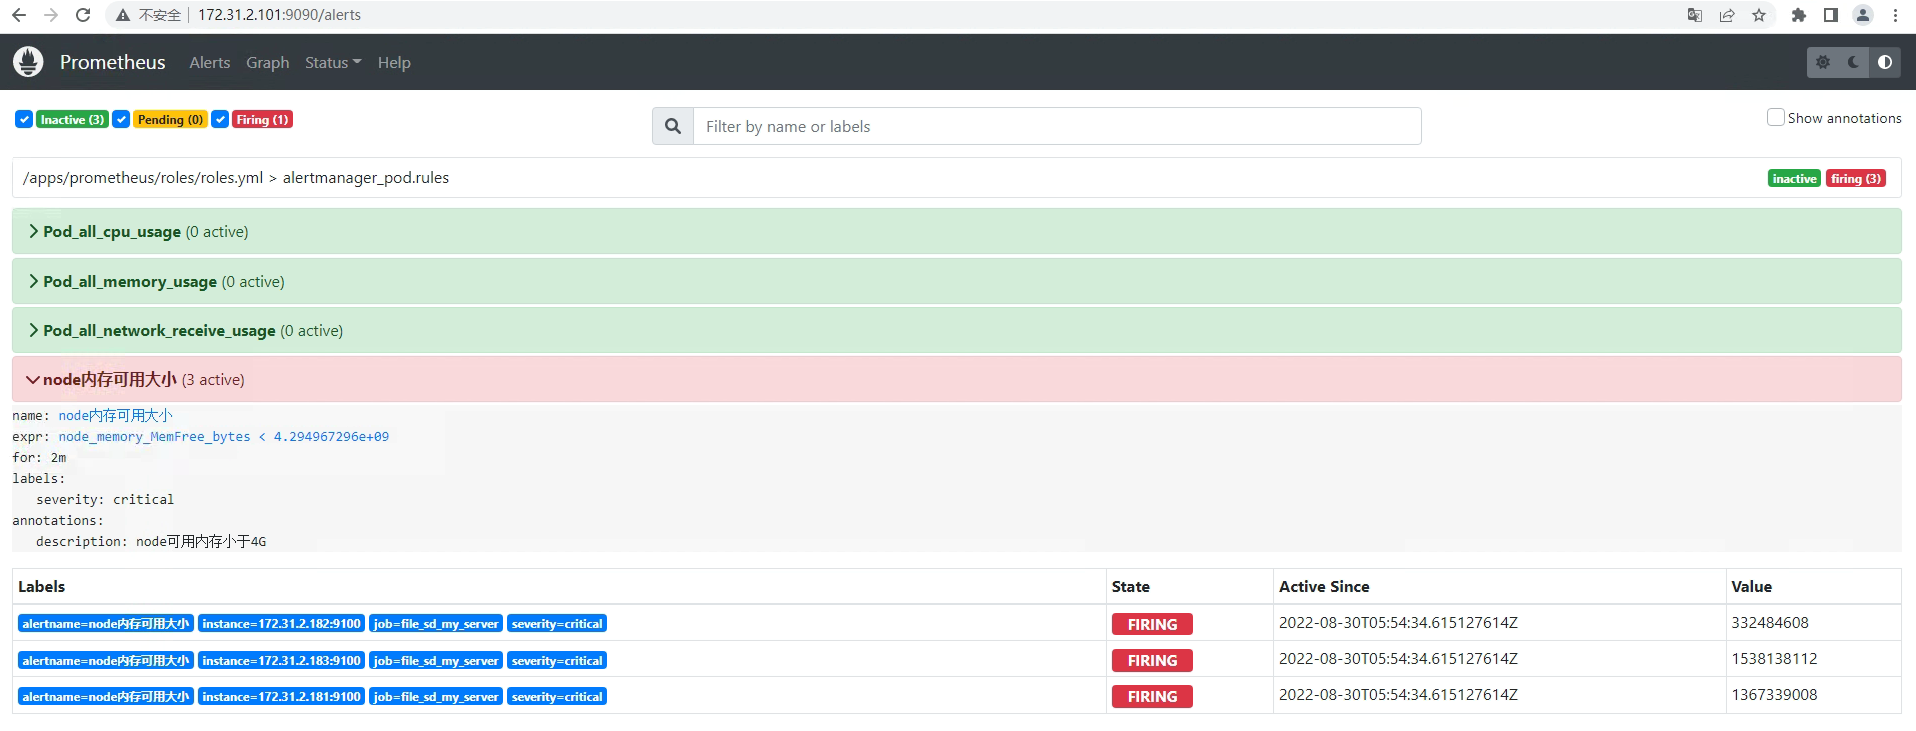 不安全 172.31.2.101:9090/alerts
Prometheus Alerts Graph Status Help
Inactive (3) Pending (0) Firing (1) Filter by name or labels Show annotations
/apps/prometheus/roles/roles.yml > alertmanager_pod.rules inactive firing (3)
Pod_all_cpu_usage (0 active)
Pod_all_memory_usage (0 active)
Pod_all_network_receive_usage (0 active)
node内存可用大小 (3 active)
name: node内存可用大小
expr: node_memory_MemFree_bytes < 4.294967296e+09
for: 2m
labels:
severity: critical
annotations:
description: node可用内存小于4G
Labels State Active Since Value
alertname=node内存可用大小 instance=172.31.2.182:9100 job=file_sd_my_server severity=critical FIRING 2022-08-30T05:54:34.615127614Z 332484608
alertname=node内存可用大小 instance=172.31.2.183:9100 job=file_sd_my_server severity=critical FIRING 2022-08-30T05:54:34.615127614Z 1538138112
alertname=node内存可用大小 instance=172.31.2.181:9100 job=file_sd_my_server severity=critical FIRING 2022-08-30T05:54:34.615127614Z 1367339008